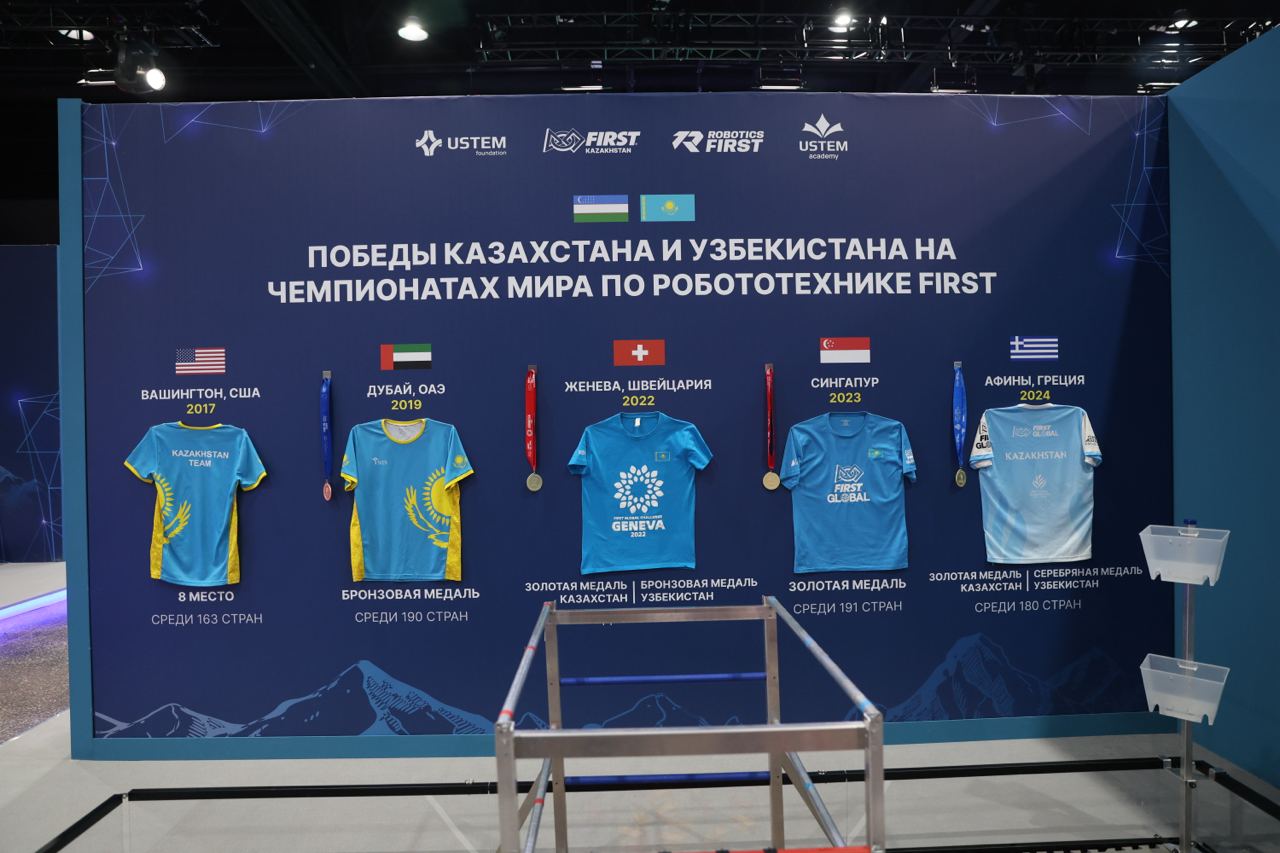 USTEM
foundation
FIRST
KAZAKHSTAN
ROBOTICS
FIRST
USTEM
academy
ПОБЕДЫ КАЗАХСТАНА И УЗБЕКИСТАНА НА
ЧЕМПИОНАТАХ МИРА ПО РОБОТОТЕХНИКЕ FIRST
ВАШИНГТОН, США
2017
KAZAKHSTAN
TEAM
8 МЕСТО
СРЕДИ 163 СТРАН
ДУБАЙ, ОАЭ
2019
БРОНЗОВАЯ МЕДАЛЬ
СРЕДИ 190 СТРАН
ЖЕНЕВА, ШВЕЙЦАРИЯ
2022
FIRST GLOBAL CHALLENGE
GENEVA
2022
ЗОЛОТАЯ МЕДАЛЬ
КАЗАХСТАН
БРОНЗОВАЯ МЕДАЛЬ
УЗБЕКИСТАН
СИНГАПУР
2023
FIRST
GLOBAL
ЗОЛОТАЯ МЕДАЛЬ
СРЕДИ 191 СТРАН
АФИНЫ, ГРЕЦИЯ
2024
FIRST
GLOBAL
KAZAKHSTAN
ЗОЛОТАЯ МЕДАЛЬ
КАЗАХСТАН
СЕРЕБРЯНАЯ МЕДАЛЬ
УЗБЕКИСТАН
СРЕДИ 180 СТРАН